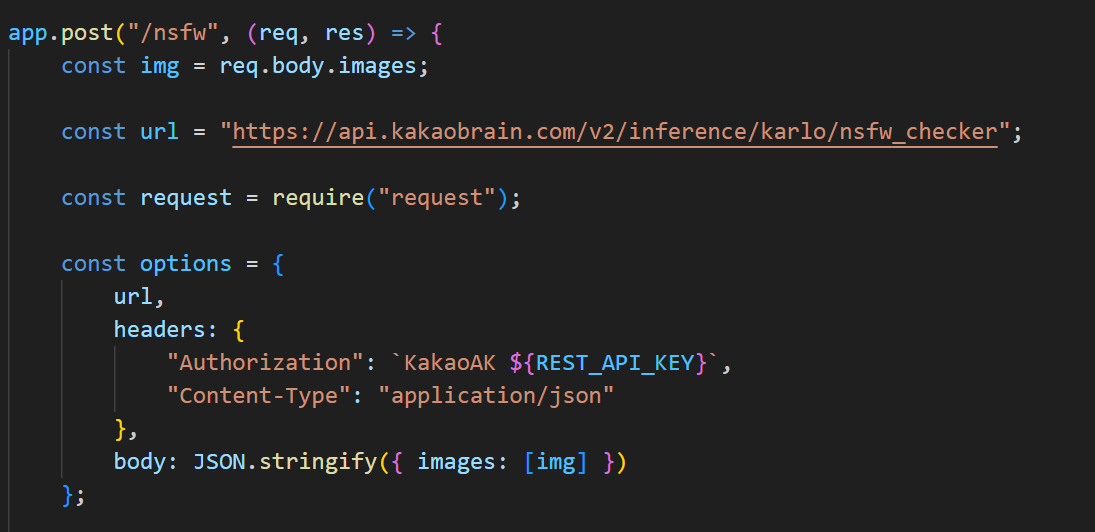 app.post("/nsfw", (req, res) => {
    const img = req.body.images;
    const url = "https://api.kakaobrain.com/v2/inference/karlo/nsfw_checker";
    const request = require("request");
    const options = {
        url,
        headers: {
            "Authorization": `KakaoAK ${REST_API_KEY}`,
            "Content-Type": "application/json"
        },
        body: JSON.stringify({ images: [img] })
    };